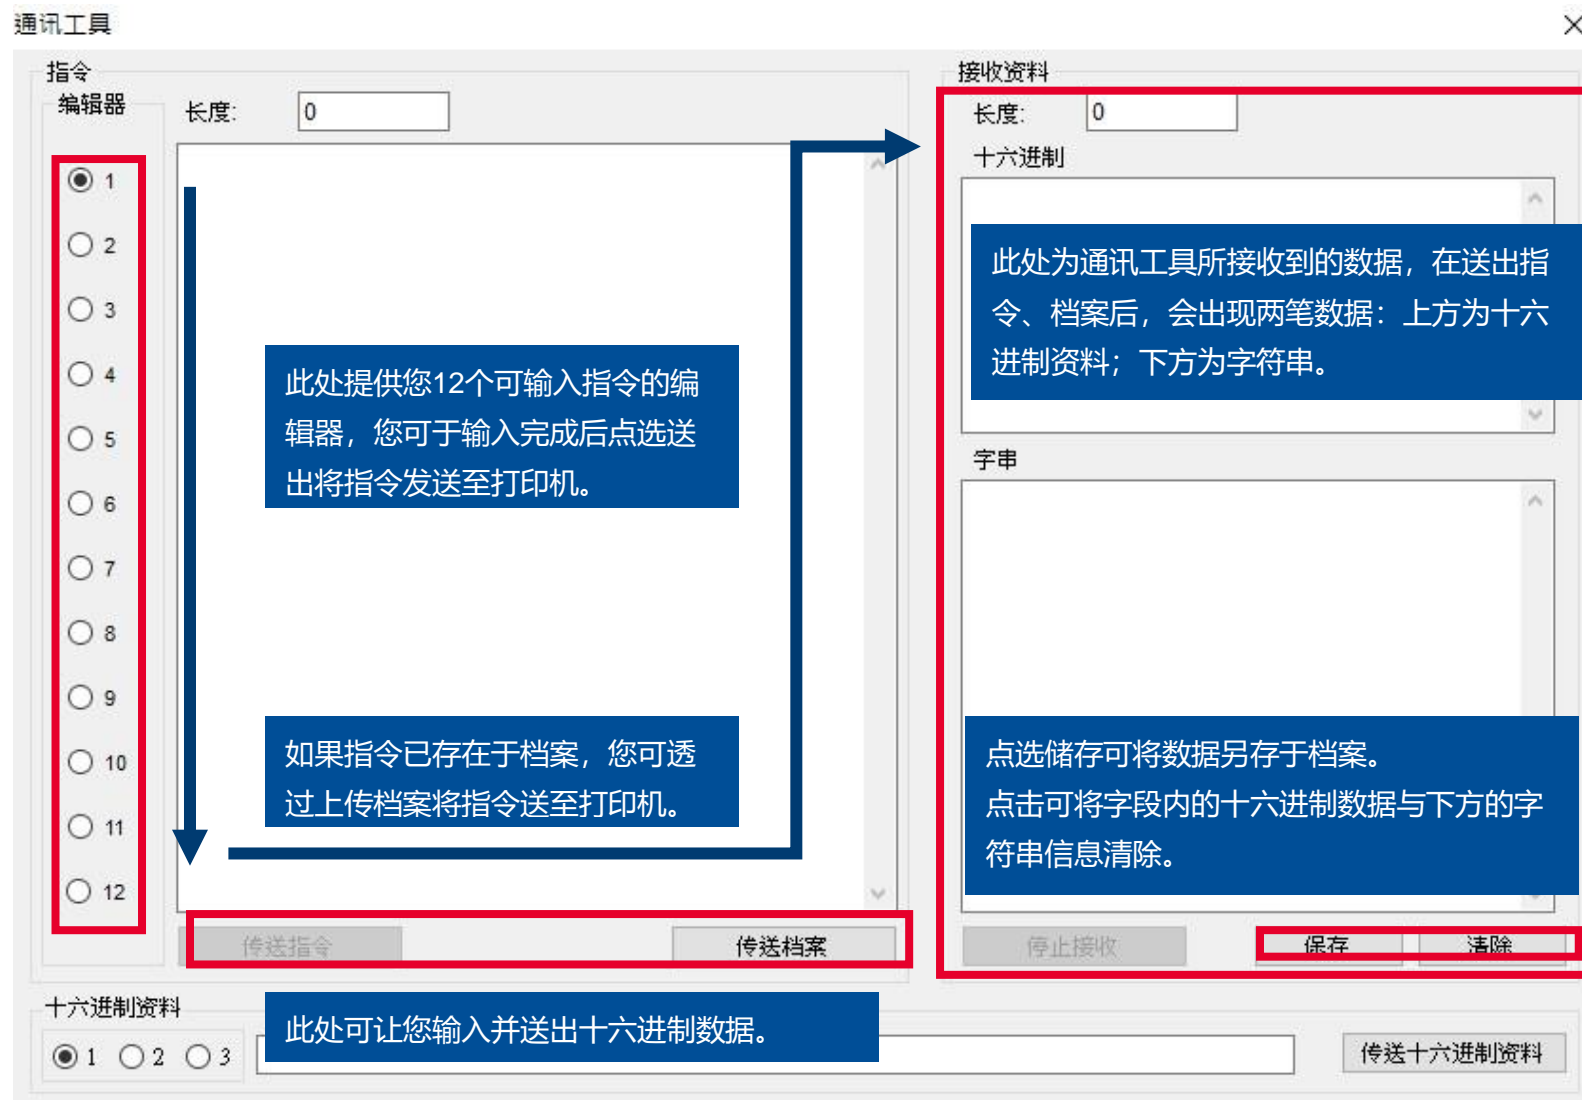 通讯工具
指令
编辑器
长度:
0
1
2
3
4
5
6
7
8
9
10
11
12
此处提供您12个可输入指令的编
辑器，您可于输入完成后点选送
出将指令发送至打印机。
如果指令已存在于档案，您可透
过上传档案将指令送至打印机。
传送指令
传送档案
接收资料
长度:
0
十六进制
此处为通讯工具所接收到的数据，在送出指
令、档案后，会出现两笔数据：上方为十六
进制资料；下方为字符串。
字串
点选储存可将数据另存于档案。
点击可将字段内的十六进制数据与下方的字
符串信息清除。
停止接收
保存
清除
十六进制资料
1 2 3
此处可让您输入并送出十六进制数据。
传送十六进制资料